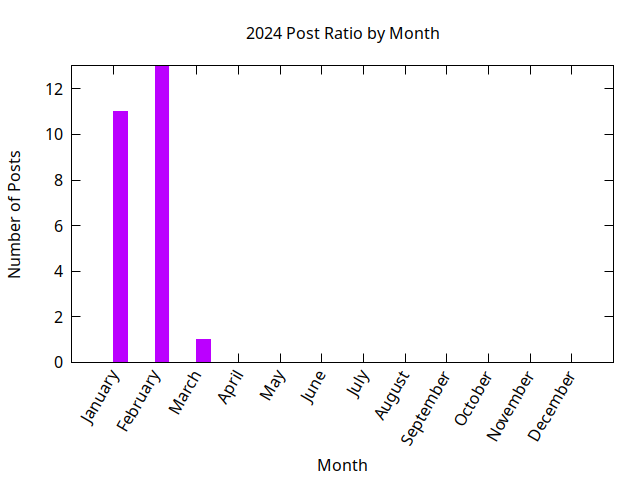 2024 Post Ratio by Month
Number of Posts
12
10
8
6
4
2
0
January
February
March
April
May
June
July
August
September
October
November
December
Month